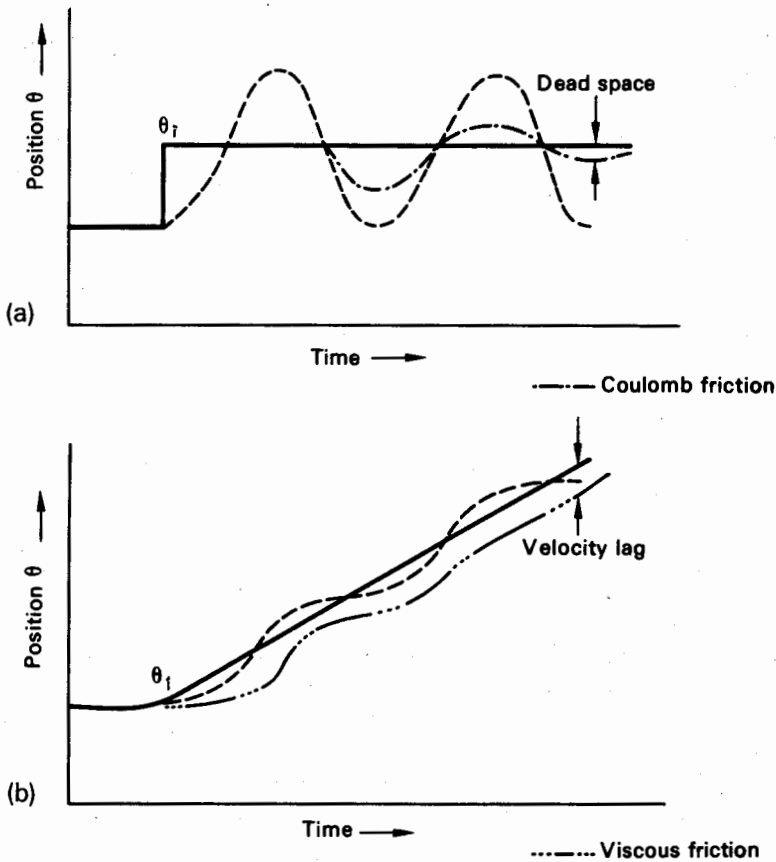 Position θ
θi
Dead space
(a)
Time
Coulomb friction
Position θ
θi
Velocity lag
(b)
Time
Viscous friction